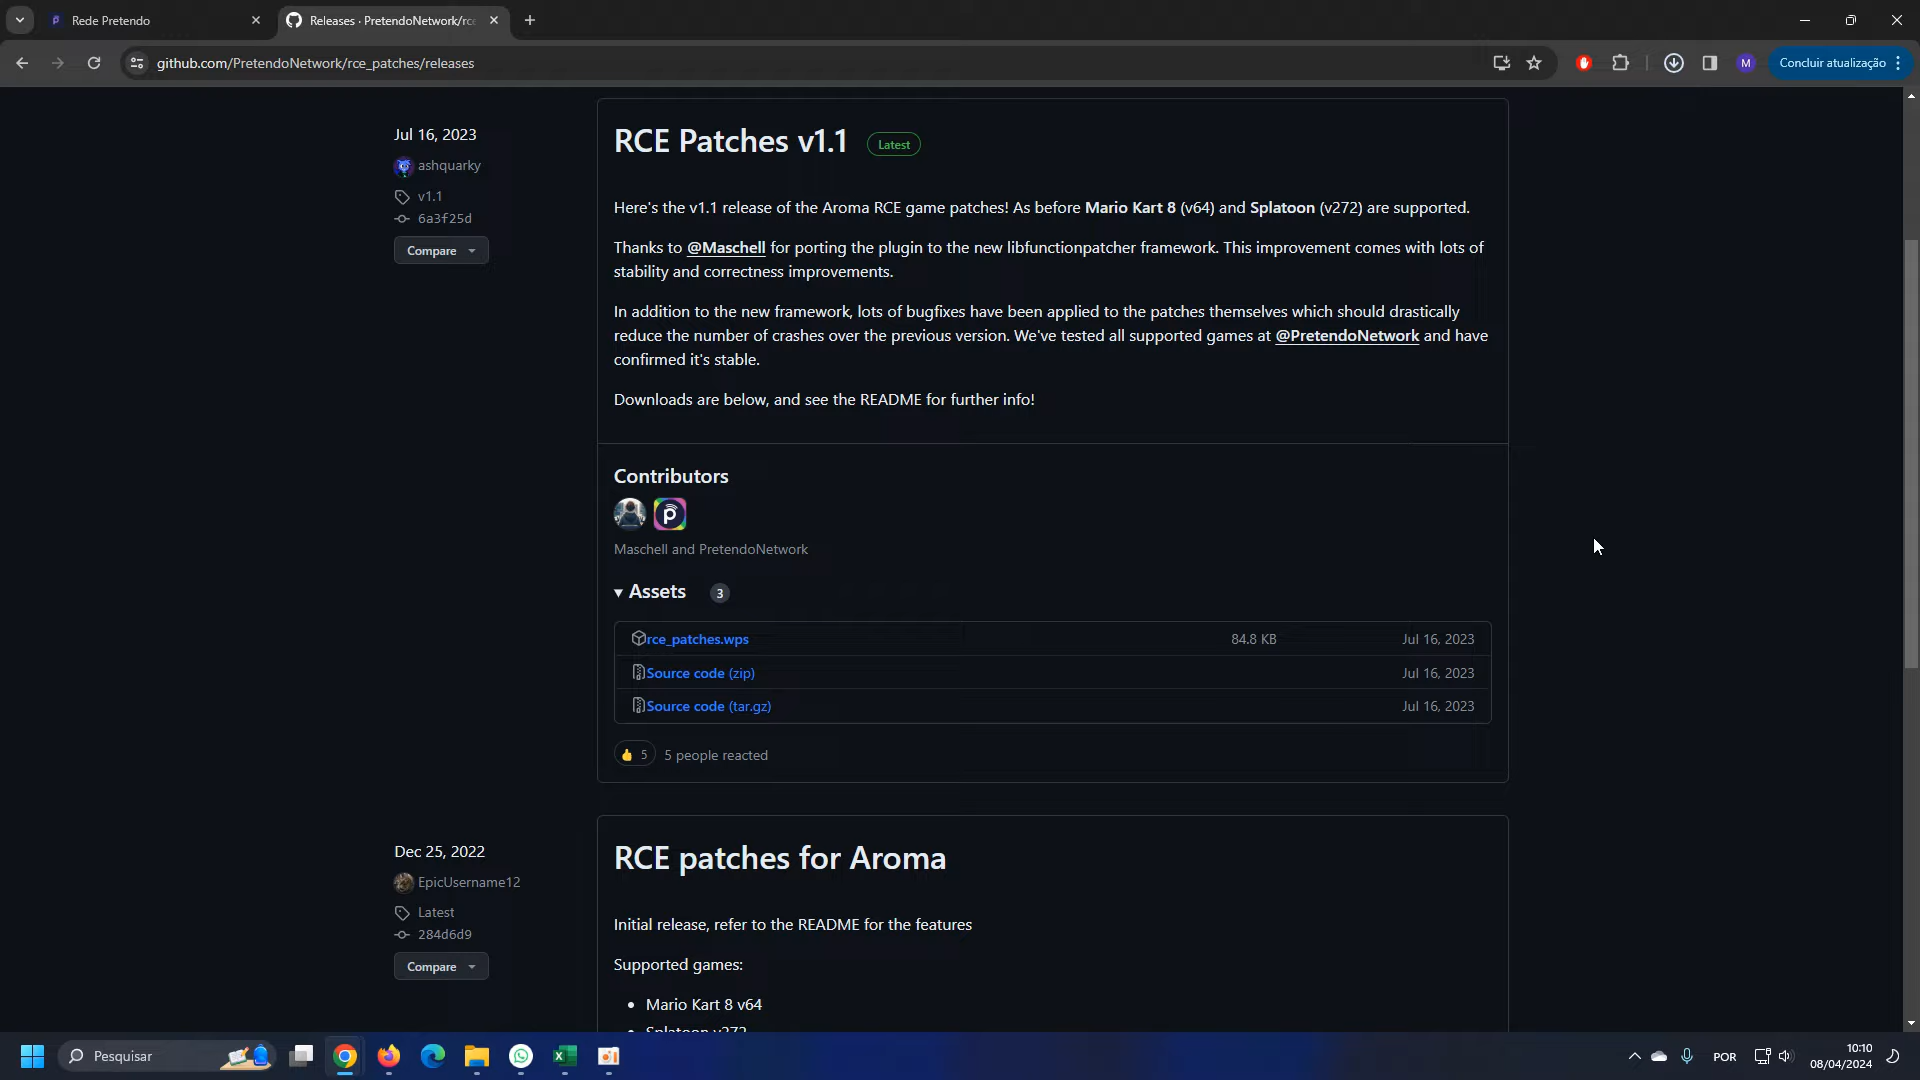 Rede Pretendo
Releases · PretendoNetwork/rce
github.com/PretendoNetwork/rce_patches/releases
M
Concluir atualização
Jul 16, 2023
ashquarky
v1.1
6a3f25d
Compare
RCE Patches v1.1 Latest
Here's the v1.1 release of the Aroma RCE game patches! As before Mario Kart 8 (v64) and Splatoon (v272) are supported.
Thanks to @Maschell for porting the plugin to the new libfunctionpatcher framework. This improvement comes with lots of
stability and correctness improvements.
In addition to the new framework, lots of bugfixes have been applied to the patches themselves which should drastically
reduce the number of crashes over the previous version. We've tested all supported games at @PretendoNetwork and have
confirmed it's stable.
Downloads are below, and see the README for further info!
Contributors
Maschell and PretendoNetwork
Assets 3
rce_patches.wps 84.8 KB Jul 16, 2023
Source code (zip) Jul 16, 2023
Source code (tar.gz) Jul 16, 2023
5 5 people reacted
Dec 25, 2022
EpicUsername12
Latest
284d6d9
Compare
RCE patches for Aroma
Initial release, refer to the README for the features
Supported games:
Mario Kart 8 v64
Splatoon v272
Pesquisar
POR
10:10
08/04/2024